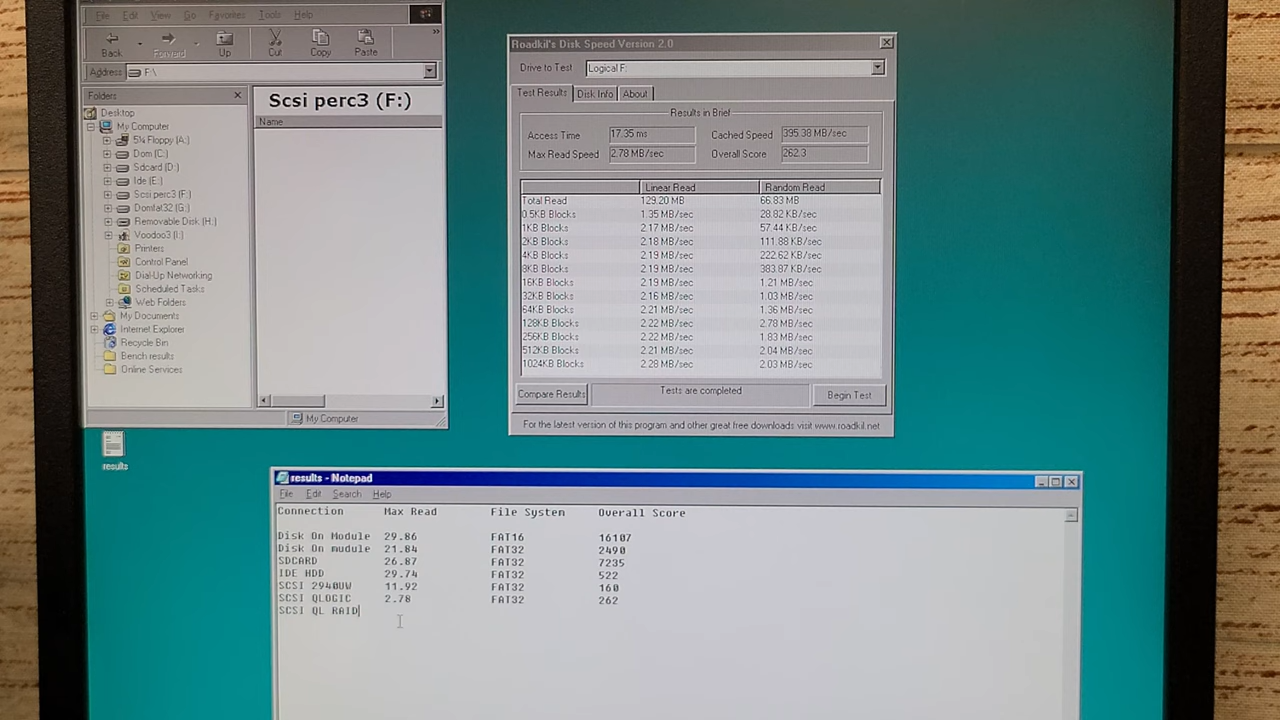 File Edit View Go Favorites Tools Help
Back Forward Up Cut Copy Paste »
Address F:\
Folders
Desktop
My Computer
5¼ Floppy (A:)
Dom (C:)
Sdcard (D:)
Ide (E:)
Scsi perc3 (F:)
Domfat32 (G:)
Removable Disk (H:)
Voodoo3 (I:)
Printers
Control Panel
Dial-Up Networking
Scheduled Tasks
Web Folders
My Documents
Internet Explorer
Recycle Bin
Bench results
Online Services
Scsi perc3 (F:)
Name
My Computer
Roadkil's Disk Speed Version 2.0
Drive to Test Logical F:
Test Results Disk Info About
Results in Brief
Access Time 17.35 ms Cached Speed 395.38 MB/sec
Max Read Speed 2.78 MB/sec Overall Score 262.3
Linear Read Random Read
Total Read 129.20 MB 66.83 MB
0.5KB Blocks 1.35 MB/sec 28.82 KB/sec
1KB Blocks 2.17 MB/sec 57.44 KB/sec
2KB Blocks 2.18 MB/sec 111.88 KB/sec
4KB Blocks 2.19 MB/sec 222.62 KB/sec
8KB Blocks 2.19 MB/sec 383.87 KB/sec
16KB Blocks 2.19 MB/sec 1.21 MB/sec
32KB Blocks 2.16 MB/sec 1.03 MB/sec
64KB Blocks 2.21 MB/sec 1.36 MB/sec
128KB Blocks 2.22 MB/sec 2.78 MB/sec
256KB Blocks 2.22 MB/sec 1.83 MB/sec
512KB Blocks 2.21 MB/sec 2.04 MB/sec
1024KB Blocks 2.28 MB/sec 2.03 MB/sec
Compare Results Tests are completed Begin Test
For the latest version of this program and other great free downloads visit www.roadkil.net
results
results - Notepad
File Edit Search Help
Connection Max Read File System Overall Score
Disk On Module 29.86 FAT16 16107
Disk On mudule 21.84 FAT32 2490
SDCARD 26.87 FAT32 7235
IDE HDD 29.74 FAT32 522
SCSI 2940UW 11.92 FAT32 160
SCSI QLOGIC 2.78 FAT32 262
SCSI QL RAID